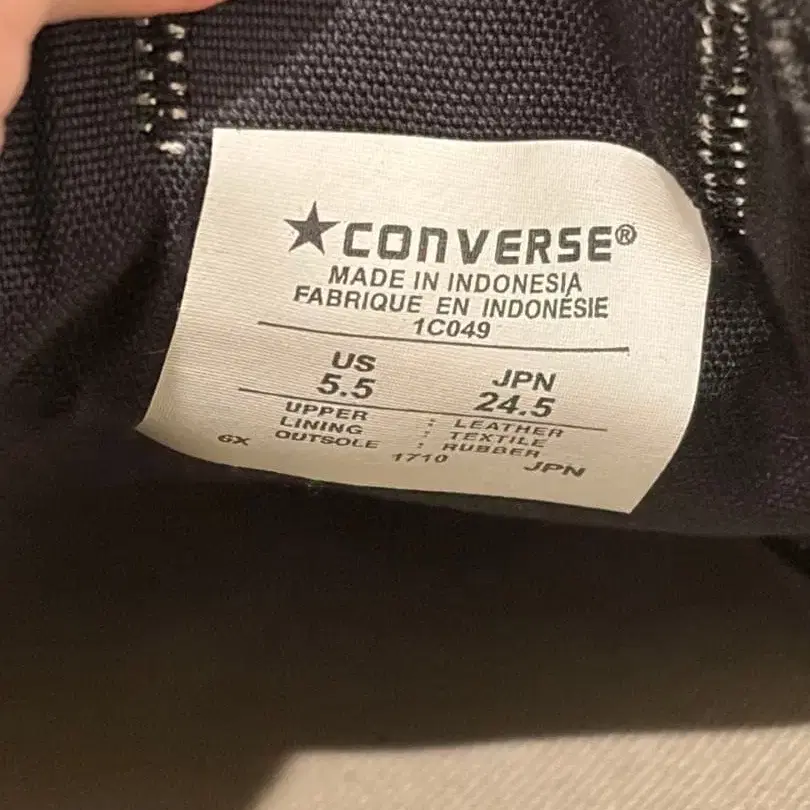 ★CONVERSE®
MADE IN INDONESIA
FABRIQUE EN INDONÉSIE
1C049
US JPN
5.5 24.5
UPPER : LEATHER
LINING : TEXTILE
6X OUTSOLE : RUBBER
1710 JPN